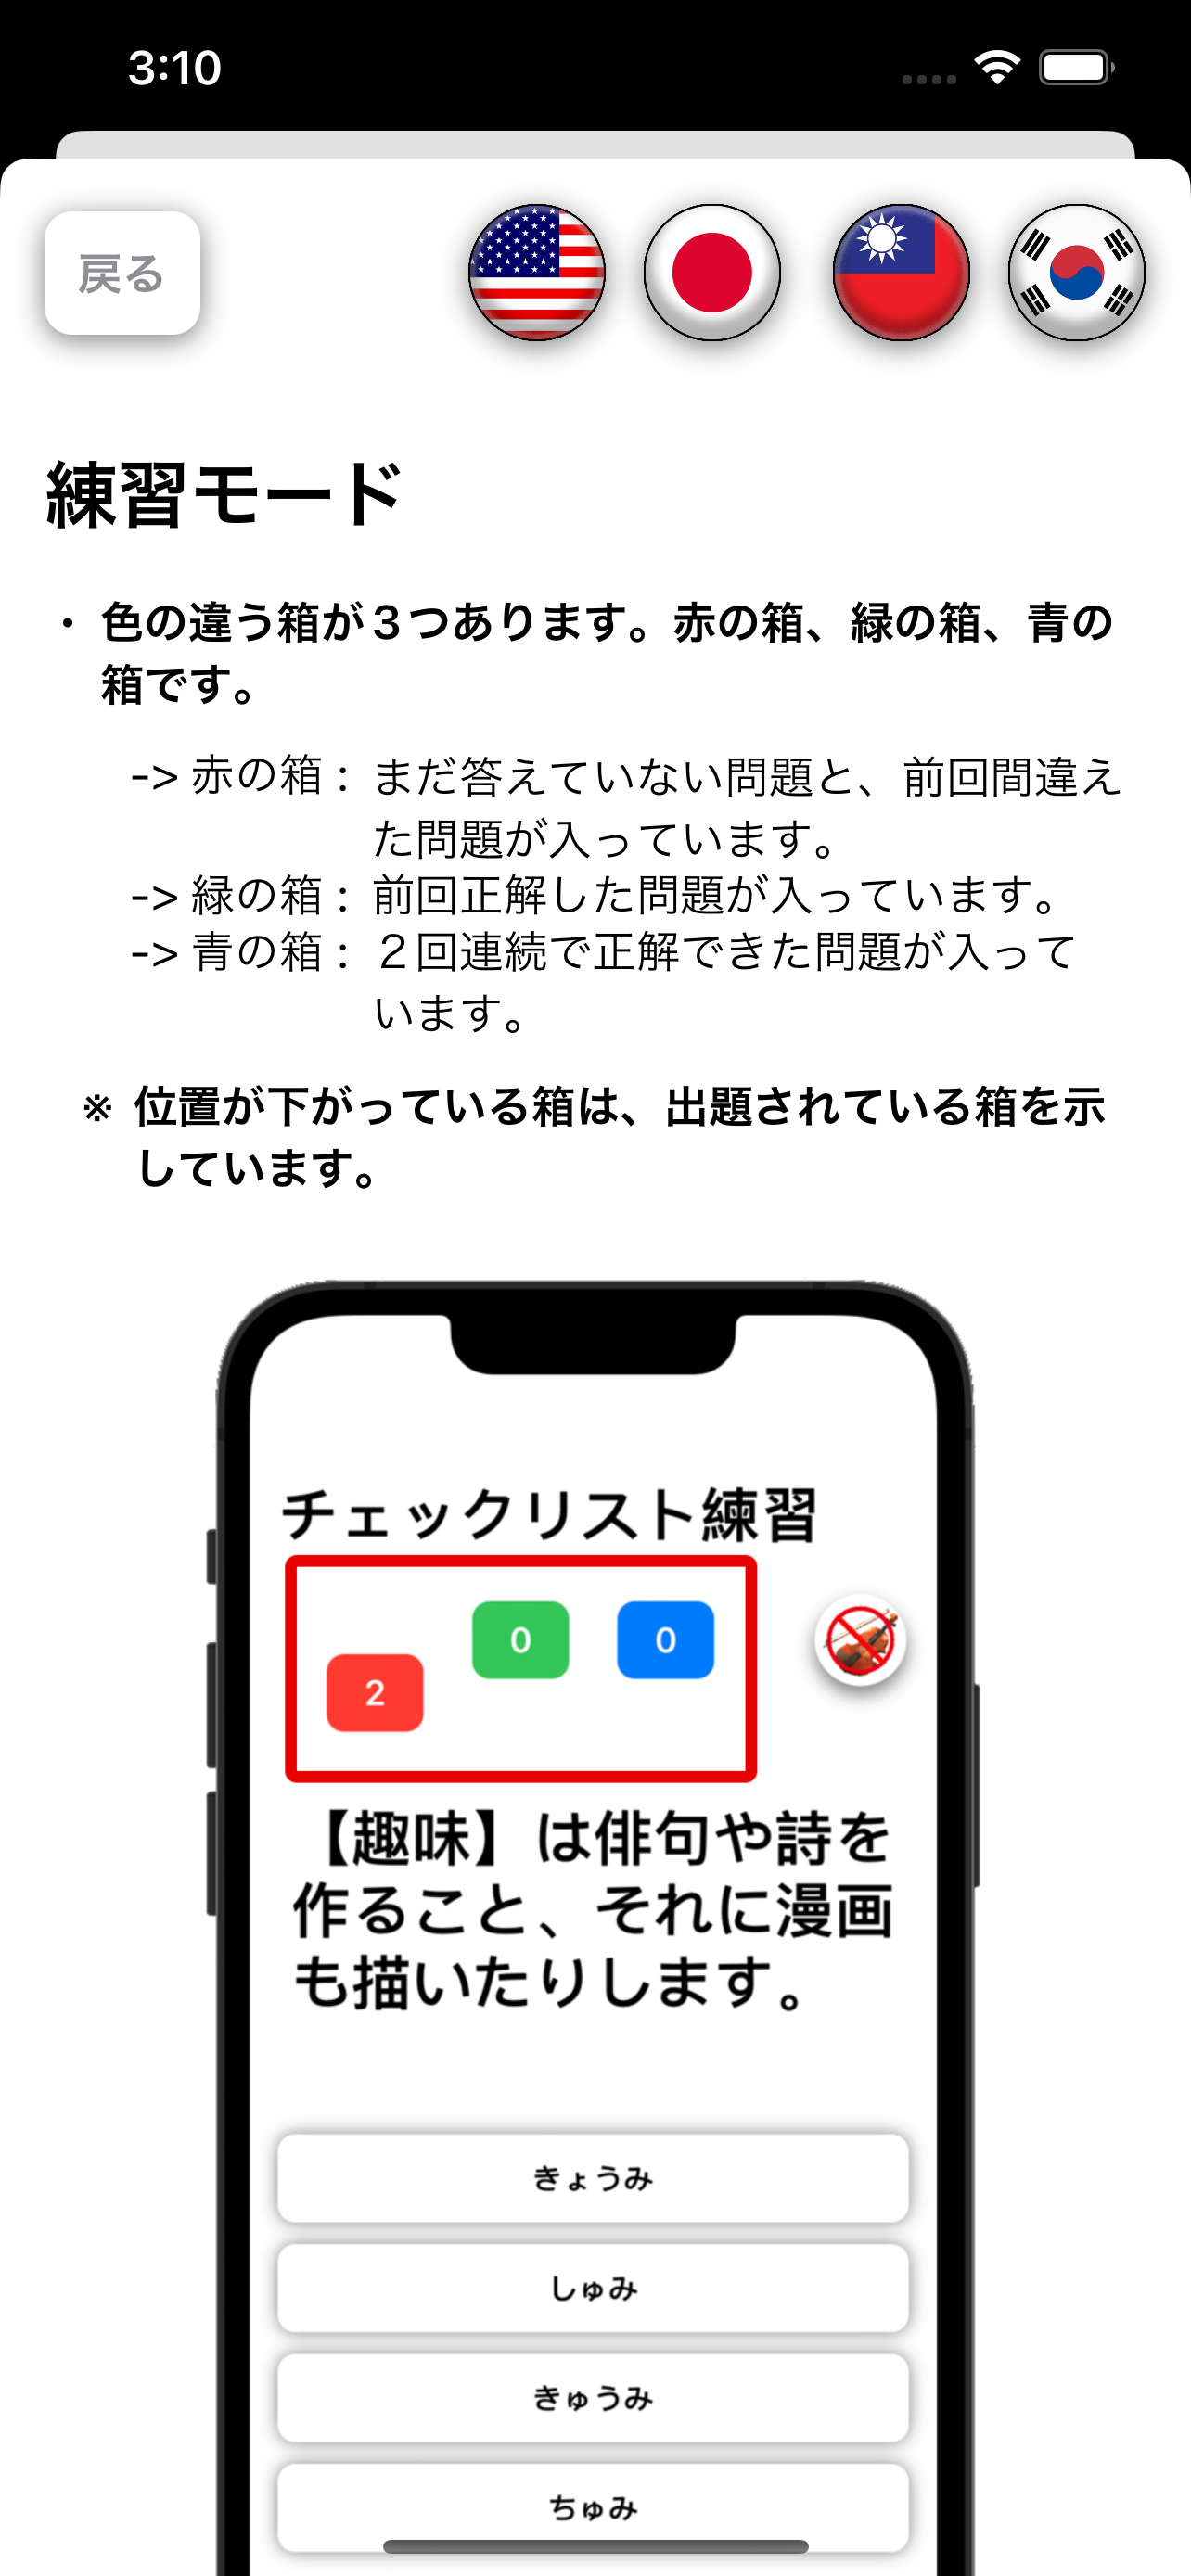 3:10
戻る
練習モード
・ 色の違う箱が３つあります。赤の箱、緑の箱、青の
箱です。
-> 赤の箱： まだ答えていない問題と、前回間違え
た問題が入っています。
-> 緑の箱： 前回正解した問題が入っています。
-> 青の箱： ２回連続で正解できた問題が入って
います。
※ 位置が下がっている箱は、出題されている箱を示
しています。
チェックリスト練習
2 0 0
【趣味】は俳句や詩を
作ること、それに漫画
も描いたりします。
きょうみ
しゅみ
きゅうみ
ちゅみ